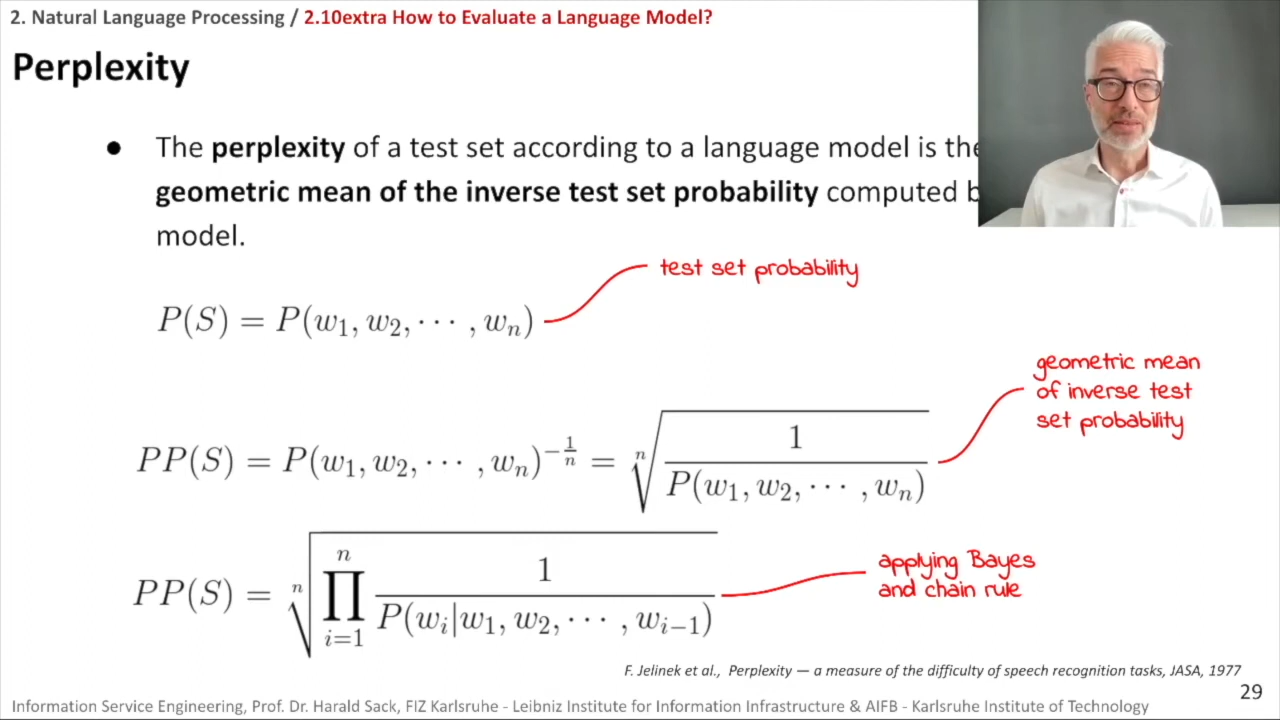 2. Natural Language Processing / 2.10extra How to Evaluate a Language Model?
Perplexity
● The perplexity of a test set according to a language model is the
geometric mean of the inverse test set probability computed
model.
test set probability
P(S) = P(w₁, w₂, ⋯ , wₙ)
geometric mean
of inverse test
set probability
PP(S) = P(w₁, w₂, ⋯ , wₙ)^{-1/n} = ⁿ√(1 / P(w₁, w₂, ⋯ , wₙ))
applying Bayes
and chain rule
PP(S) = ⁿ√(∏_{i=1}^{n} 1 / P(wᵢ|w₁, w₂, ⋯ , wᵢ₋₁))
F. Jelinek et al., Perplexity — a measure of the difficulty of speech recognition tasks, JASA, 1977
29
Information Service Engineering, Prof. Dr. Harald Sack, FIZ Karlsruhe - Leibniz Institute for Information Infrastructure & AIFB - Karlsruhe Institute of Technology